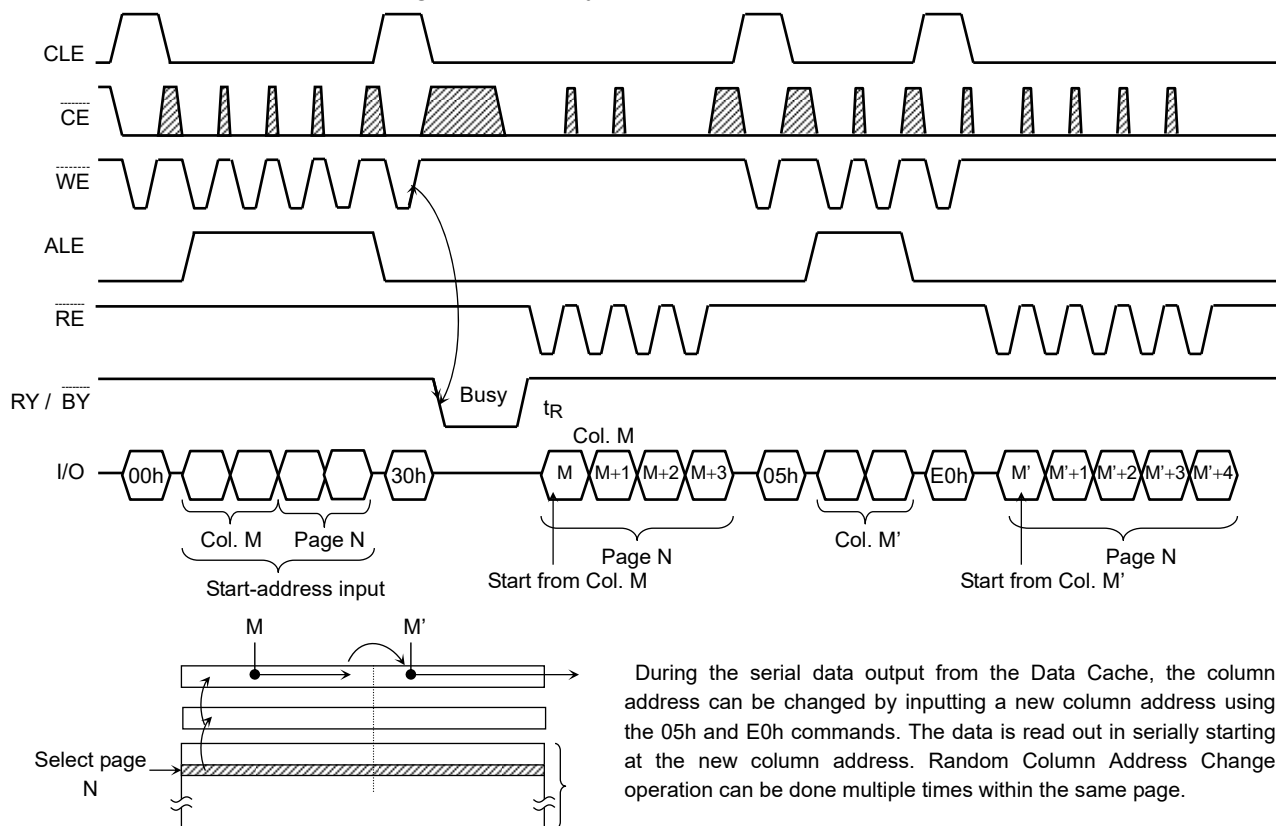 CLE
CE
WE
ALE
RE
RY / BY
Busy
tR
Col. M
I/O
00h
30h
M
M+1
M+2
M+3
05h
E0h
M'
M'+1
M'+2
M'+3
M'+4
Col. M
Page N
Start-address input
Page N
Start from Col. M
Col. M’
Page N
Start from Col. M’
M
M’
Select page
N
During the serial data output from the Data Cache, the column
address can be changed by inputting a new column address using
the 05h and E0h commands. The data is read out in serially starting
at the new column address. Random Column Address Change
operation can be done multiple times within the same page.